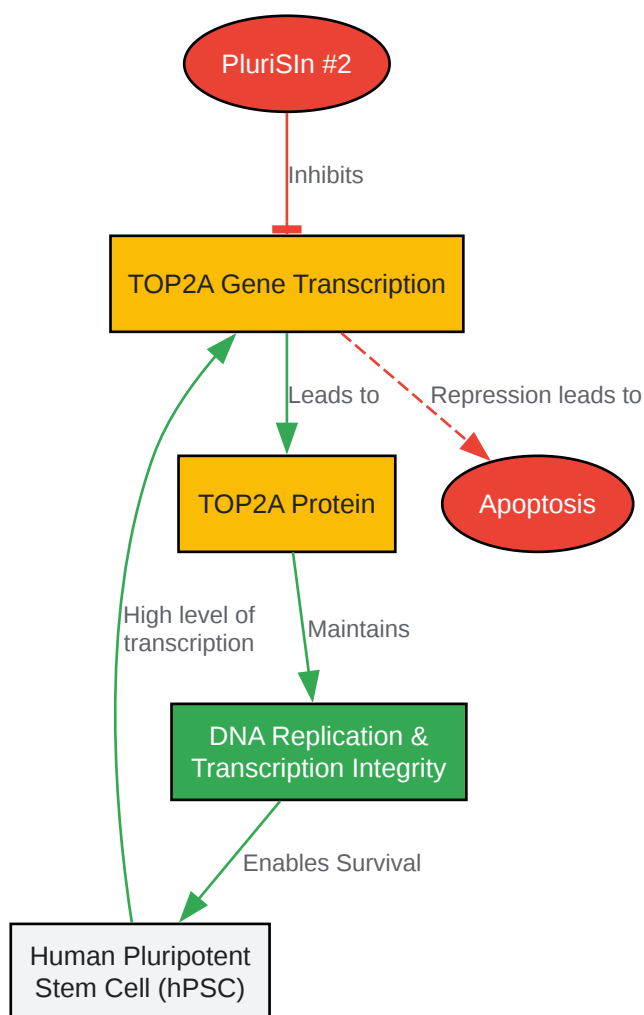 PluriSIn #2
Inhibits
TOP2A Gene Transcription
Leads to
Repression leads to
TOP2A Protein
Apoptosis
High level of
transcription
Maintains
DNA Replication &
Transcription Integrity
Enables Survival
Human Pluripotent
Stem Cell (hPSC)